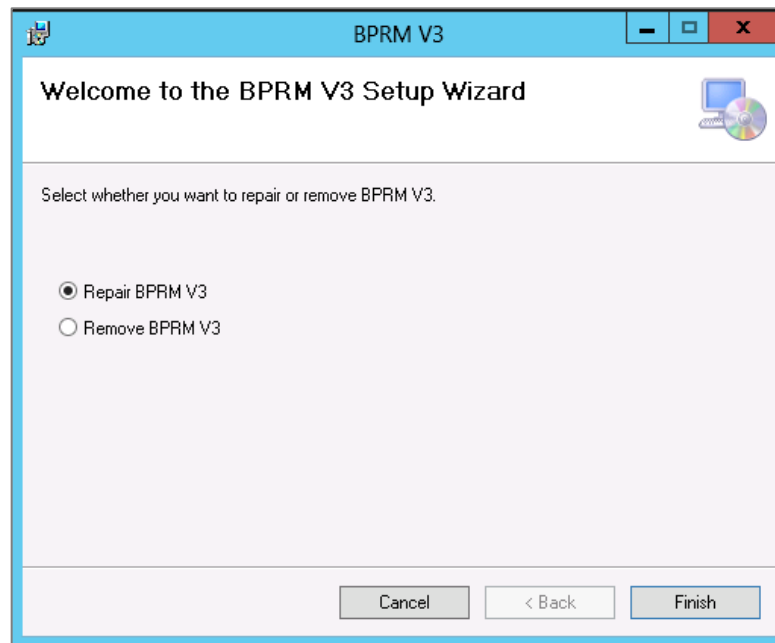 BPRM V3
Welcome to the BPRM V3 Setup Wizard
Select whether you want to repair or remove BPRM V3.
Repair BPRM V3
Remove BPRM V3
Cancel
< Back
Finish